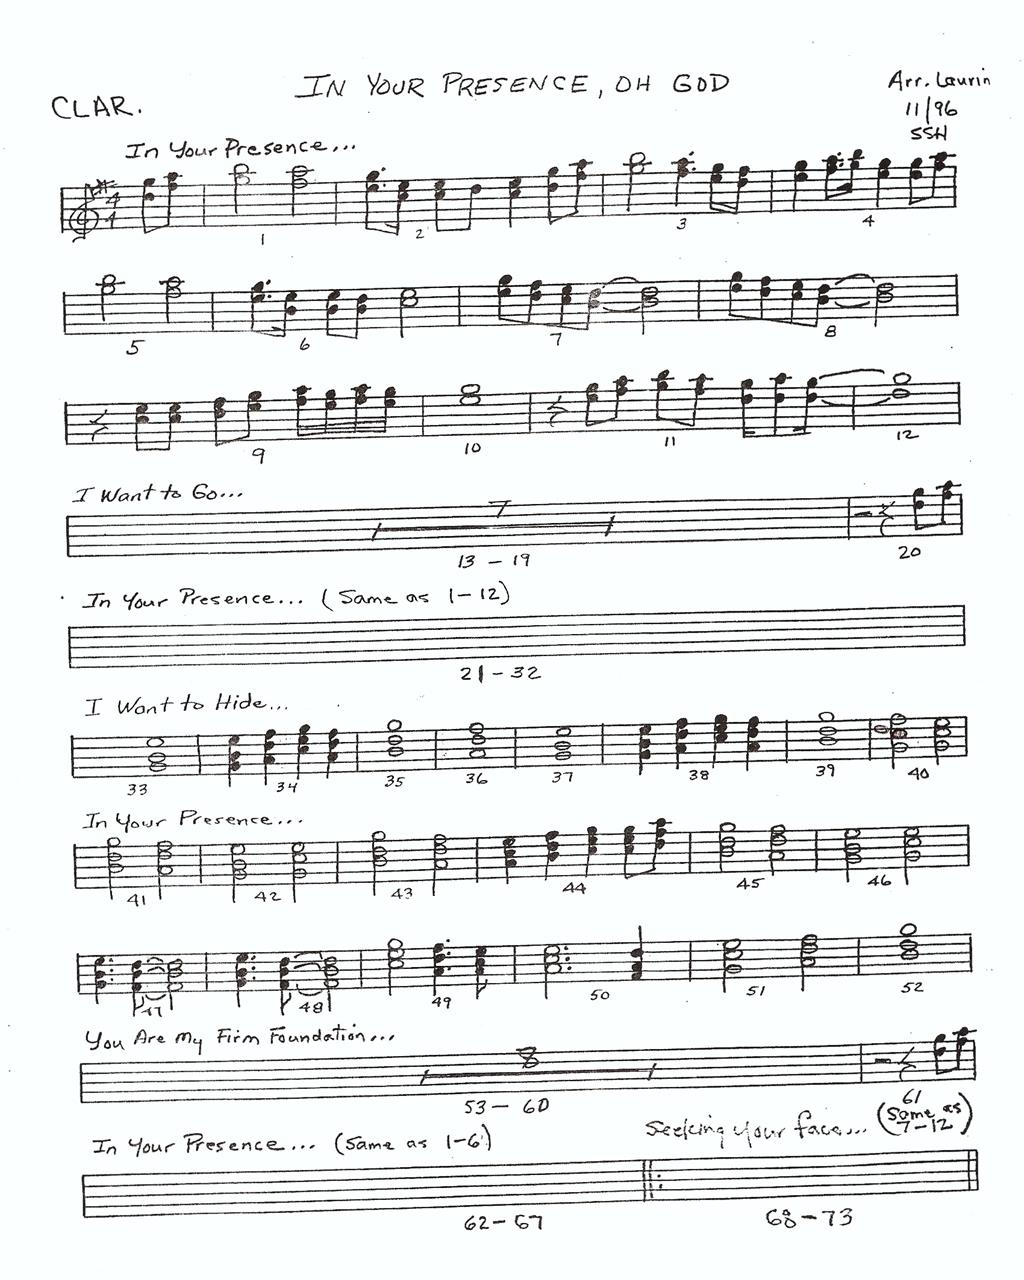 IN YOUR PRESENCE, OH GOD
Arr. Laurin
CLAR.
11/96
SSH
In Your Presence...
4
4
1 2 3 4
5 6 7 8
9 10 11 12
I Want to Go...
7
13 - 19 20
In Your Presence... (Same as 1-12)
21 - 32
I Want to Hide...
33 34 35 36 37 38 39 40
In Your Presence...
41 42 43 44 45 46
47 48 49 50 51 52
You Are My Firm Foundation...
8
53 - 60 61
In Your Presence... (Same as 1-6) Seeking your face... (Same as 7-12)
62 - 67 68 - 73